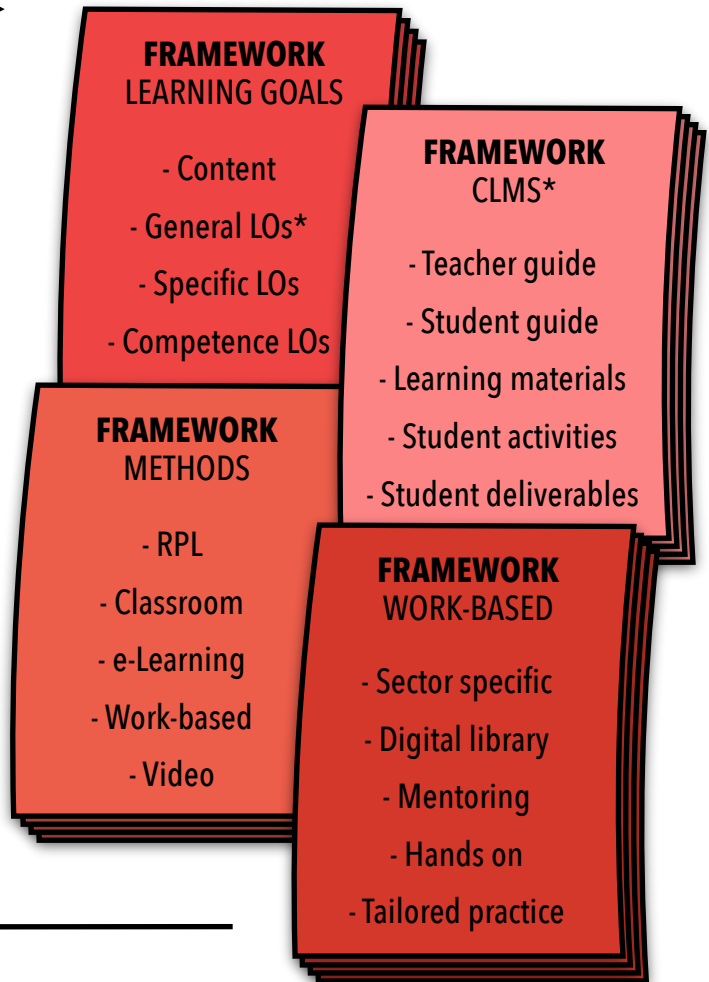 FRAMEWORK
LEARNING GOALS
- Content
- General LOs*
- Specific LOs
- Competence LOs
FRAMEWORK
CLMS*
- Teacher guide
- Student guide
- Learning materials
- Student activities
- Student deliverables
FRAMEWORK
METHODS
- RPL
- Classroom
- e-Learning
- Work-based
- Video
FRAMEWORK
WORK-BASED
- Sector specific
- Digital library
- Mentoring
- Hands on
- Tailored practice